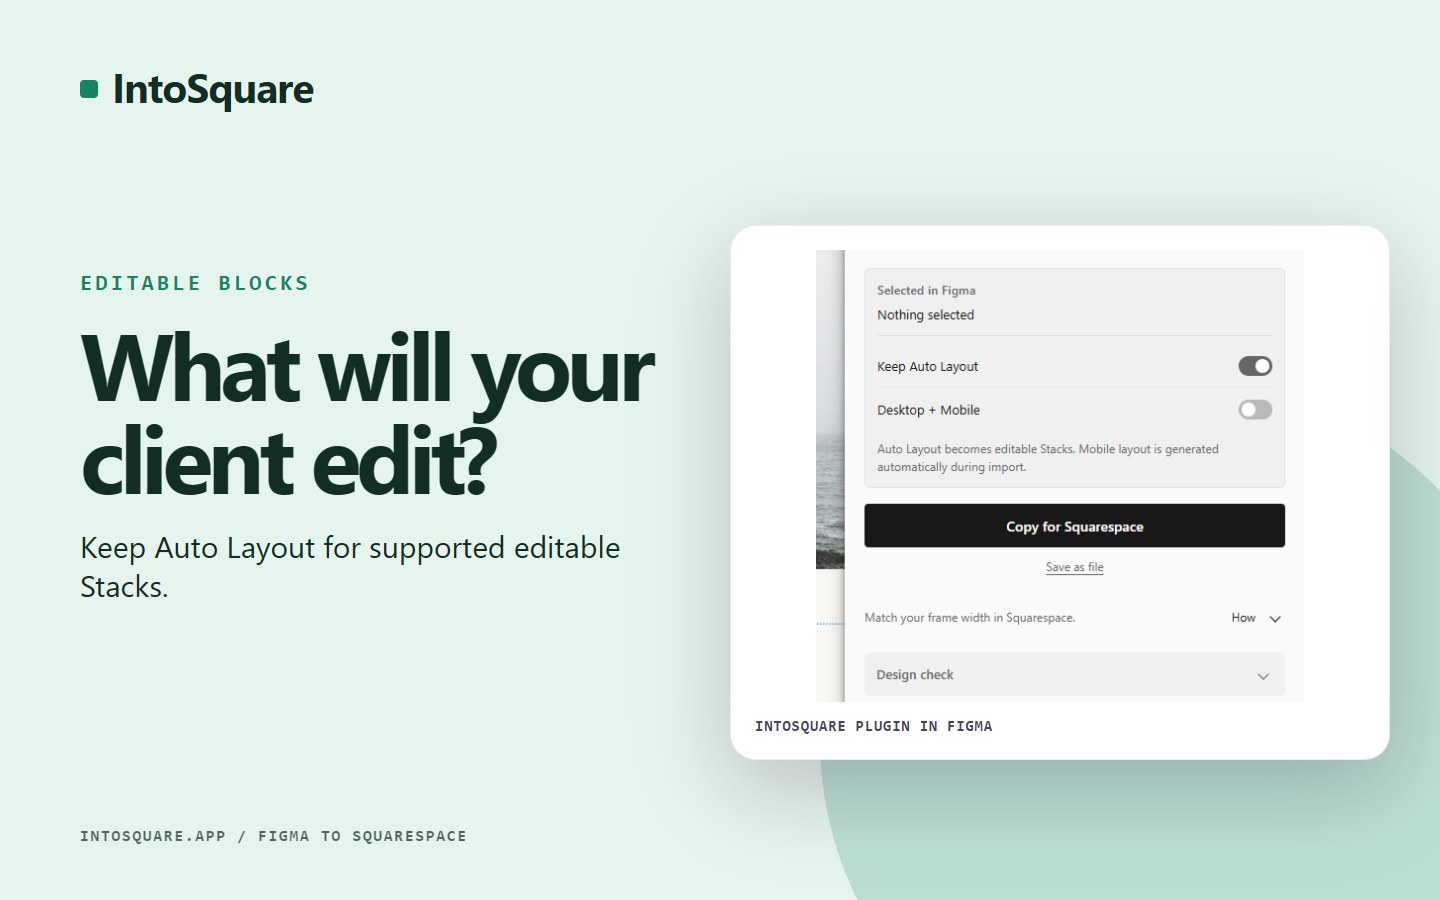 IntoSquare
EDITABLE BLOCKS
What will your
client edit?
Keep Auto Layout for supported editable
Stacks.
Selected in Figma
Nothing selected
Keep Auto Layout
Desktop + Mobile
Auto Layout becomes editable Stacks. Mobile layout is generated
automatically during import.
Copy for Squarespace
Save as file
Match your frame width in Squarespace. How
Design check
INTOSQUARE PLUGIN IN FIGMA
INTOSQUARE.APP / FIGMA TO SQUARESPACE